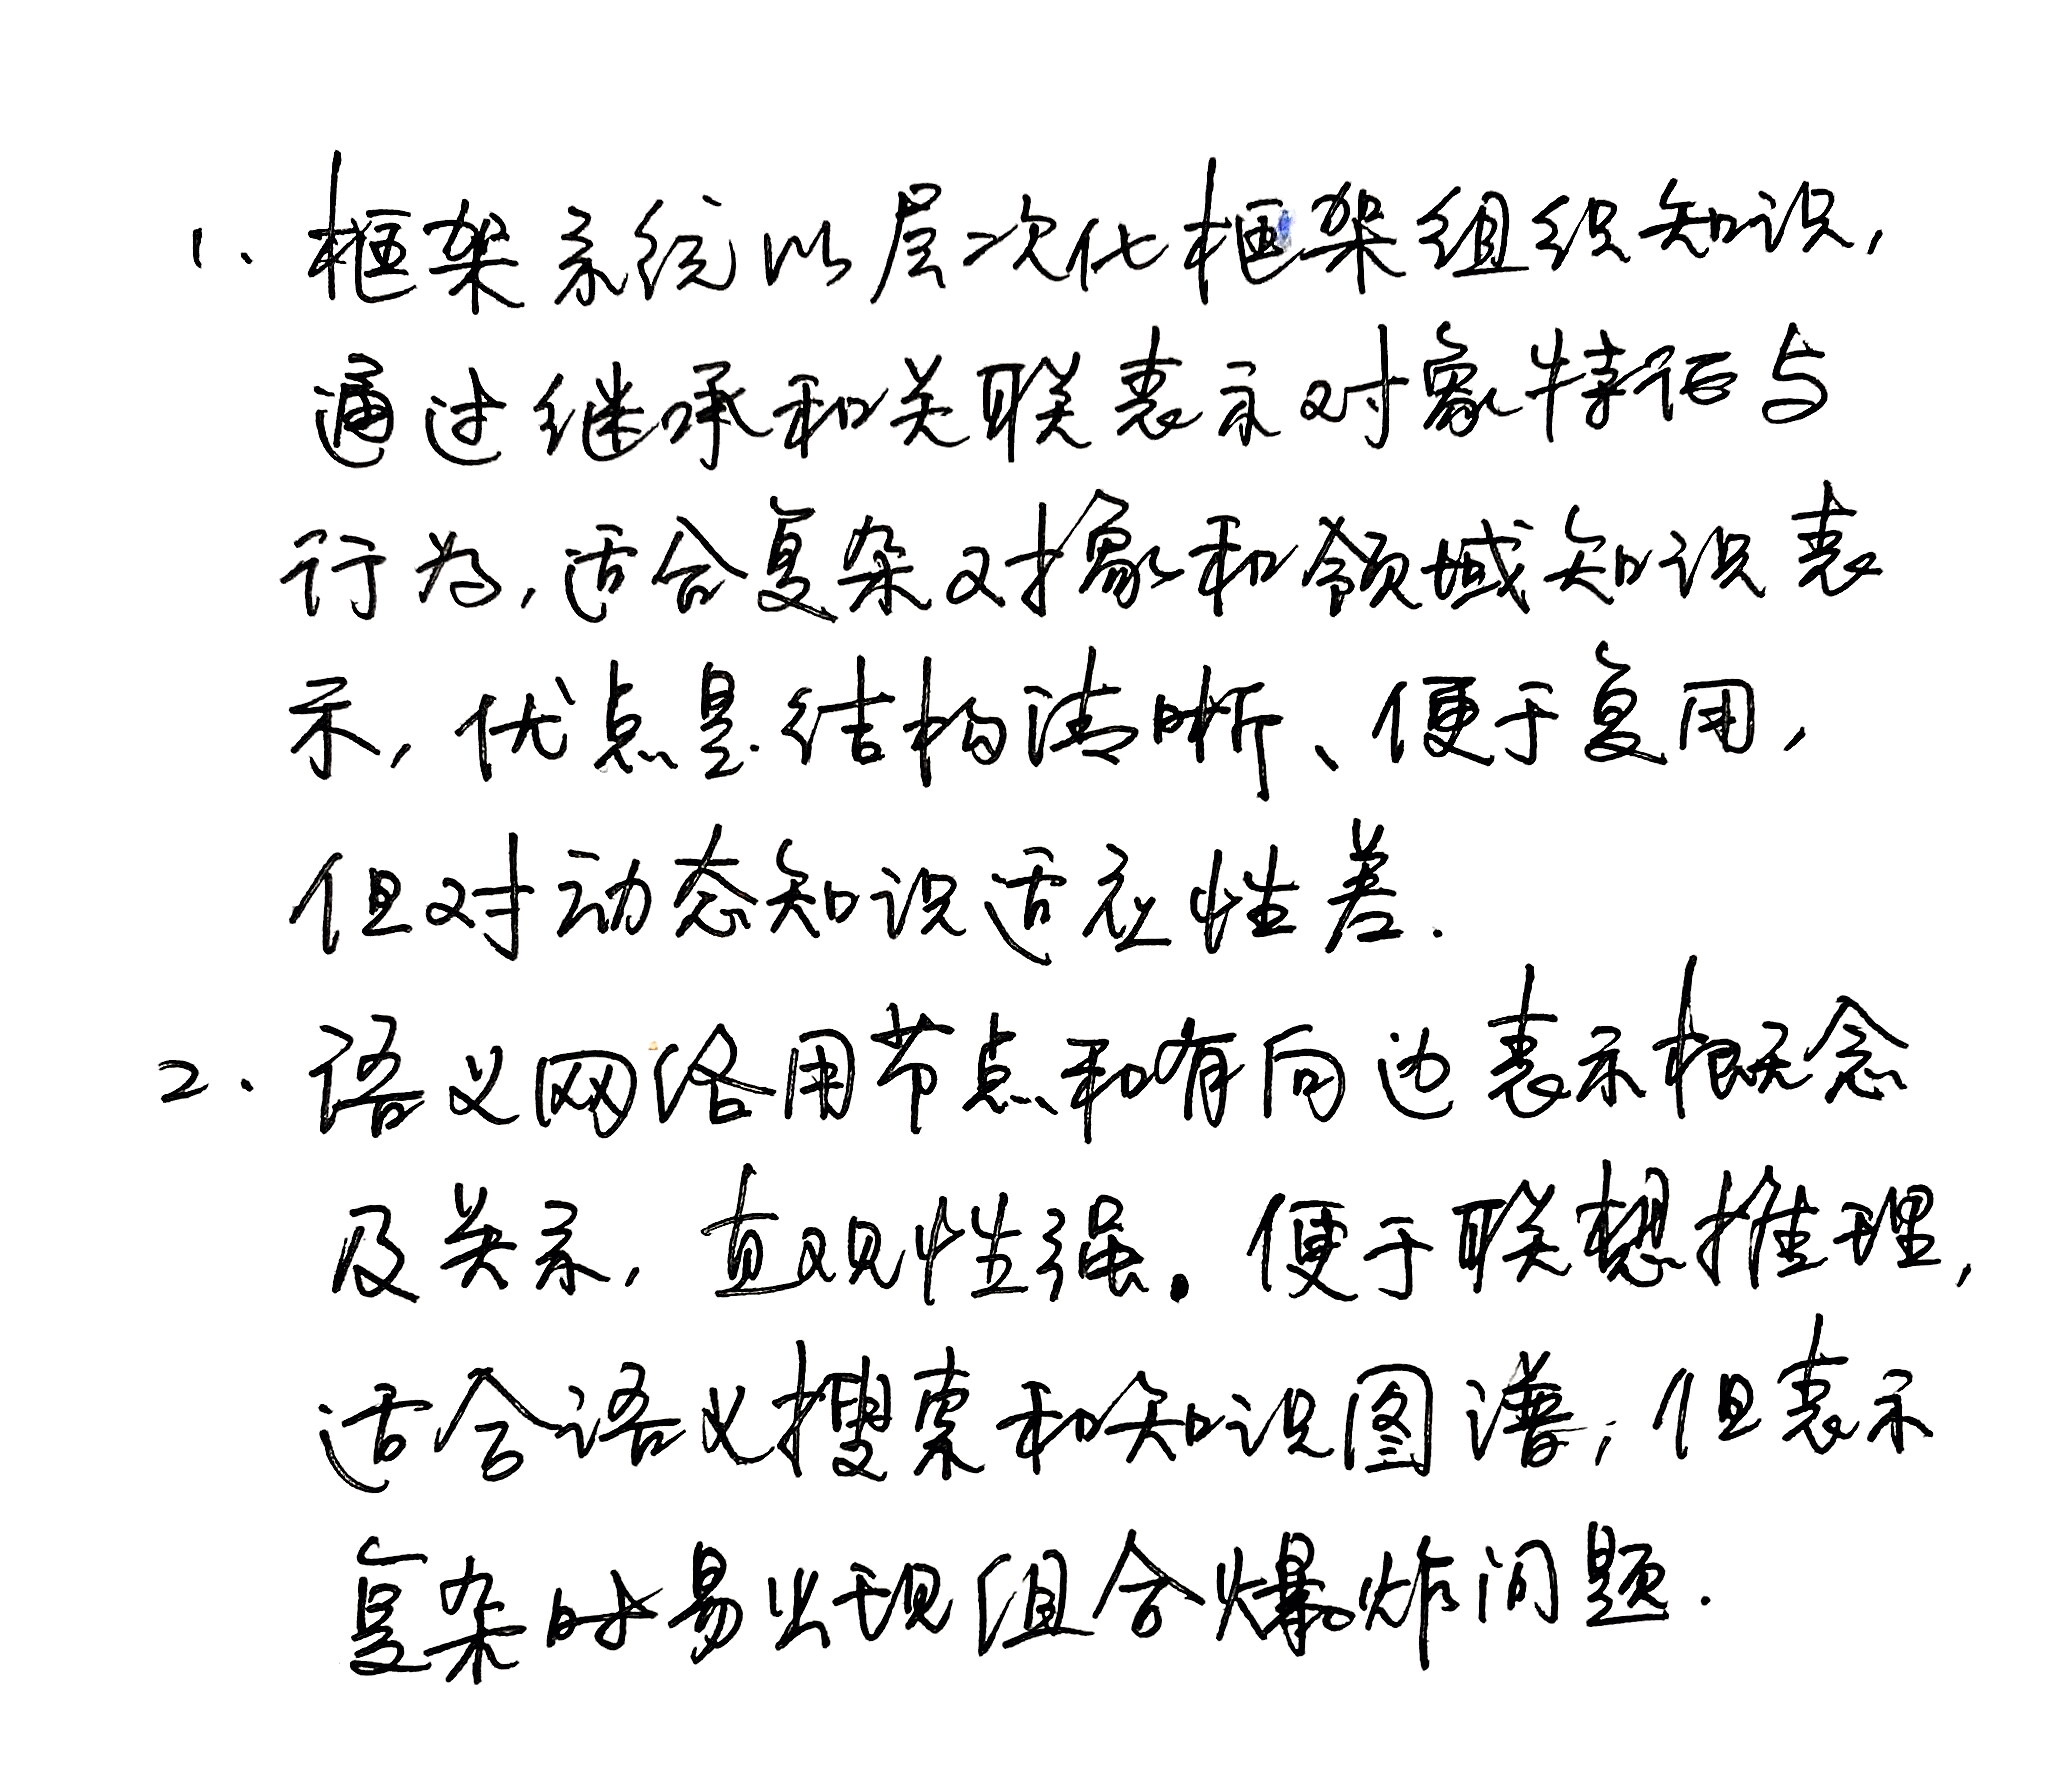 1. 框架系统以层次化框架组织知识,
通过继承和关联表示对象特征与
行为,适合复杂对象和领域知识表
示,优点是结构清晰、便于复用,
但对动态知识适应性差.
2. 语义网络用节点和有向边表示概念
及关系,直观性强.便于联想推理,
适合语义搜索和知识图谱;但表示
复杂时易出现组合爆炸问题.